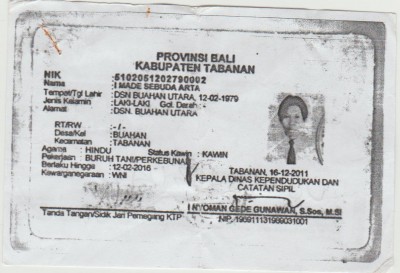 PROVINSI BALI
KABUPATEN TABANAN
NIK : 5102051202790002
Nama : I MADE SEBUDA ARTA
Tempat/Tgl Lahir : DSN BUAHAN UTARA, 12-02-1979
Jenis Kelamin : LAKI-LAKI Gol. Darah : -
Alamat : DSN. BUAHAN UTARA
RT/RW : -/-
Desa/Kel : BUAHAN
Kecamatan : TABANAN
Agama : HINDU Status Kawin : KAWIN
Pekerjaan : BURUH TANI/PERKEBUNAN
Berlaku Hingga : 12-02-2016
Kewarganegaraan : WNI
TABANAN, 16-12-2011
KEPALA DINAS KEPENDUDUKAN DAN
CATATAN SIPIL
I NYOMAN GEDE GUNAWAN, S.Sos, M.SI
Tanda Tangan/Sidik Jari Pemegang KTP
NIP. 196911131989031001